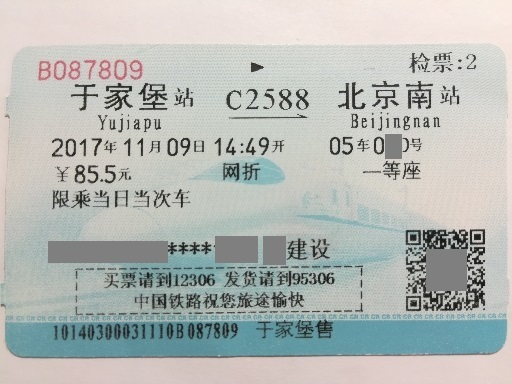 B087809 检票:2
于家堡站 C2588 北京南站
Yujiapu Beijingnan
2017年11月09日 14:49开 05车0 0号
¥85.5元 网折 一等座
限乘当日当次车
**** 建设
买票请到12306 发货请到95306
中国铁路祝您旅途愉快
10140300031110B087809 于家堡售